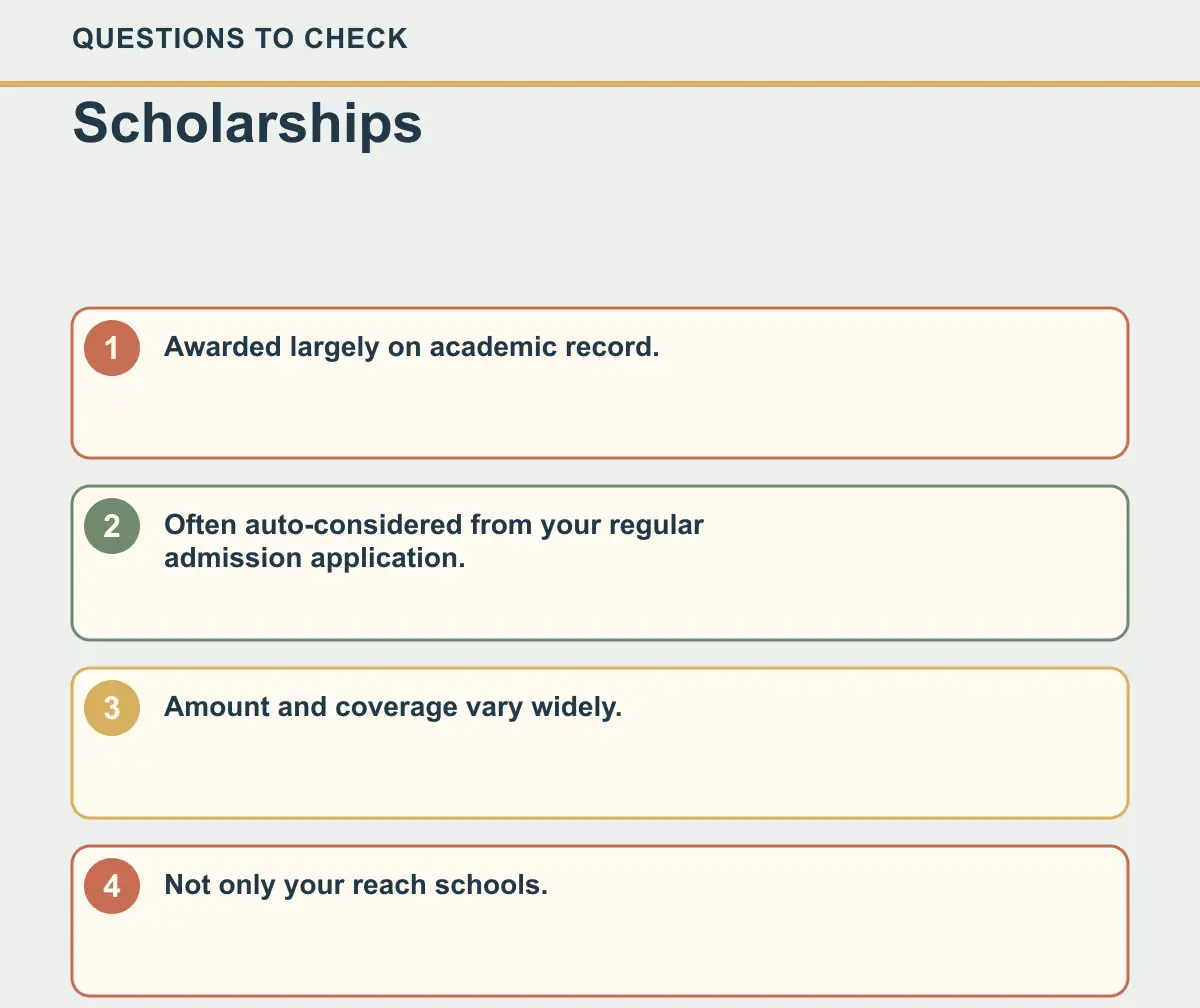 QUESTIONS TO CHECK
Scholarships
1
Awarded largely on academic record.
2
Often auto-considered from your regular
admission application.
3
Amount and coverage vary widely.
4
Not only your reach schools.